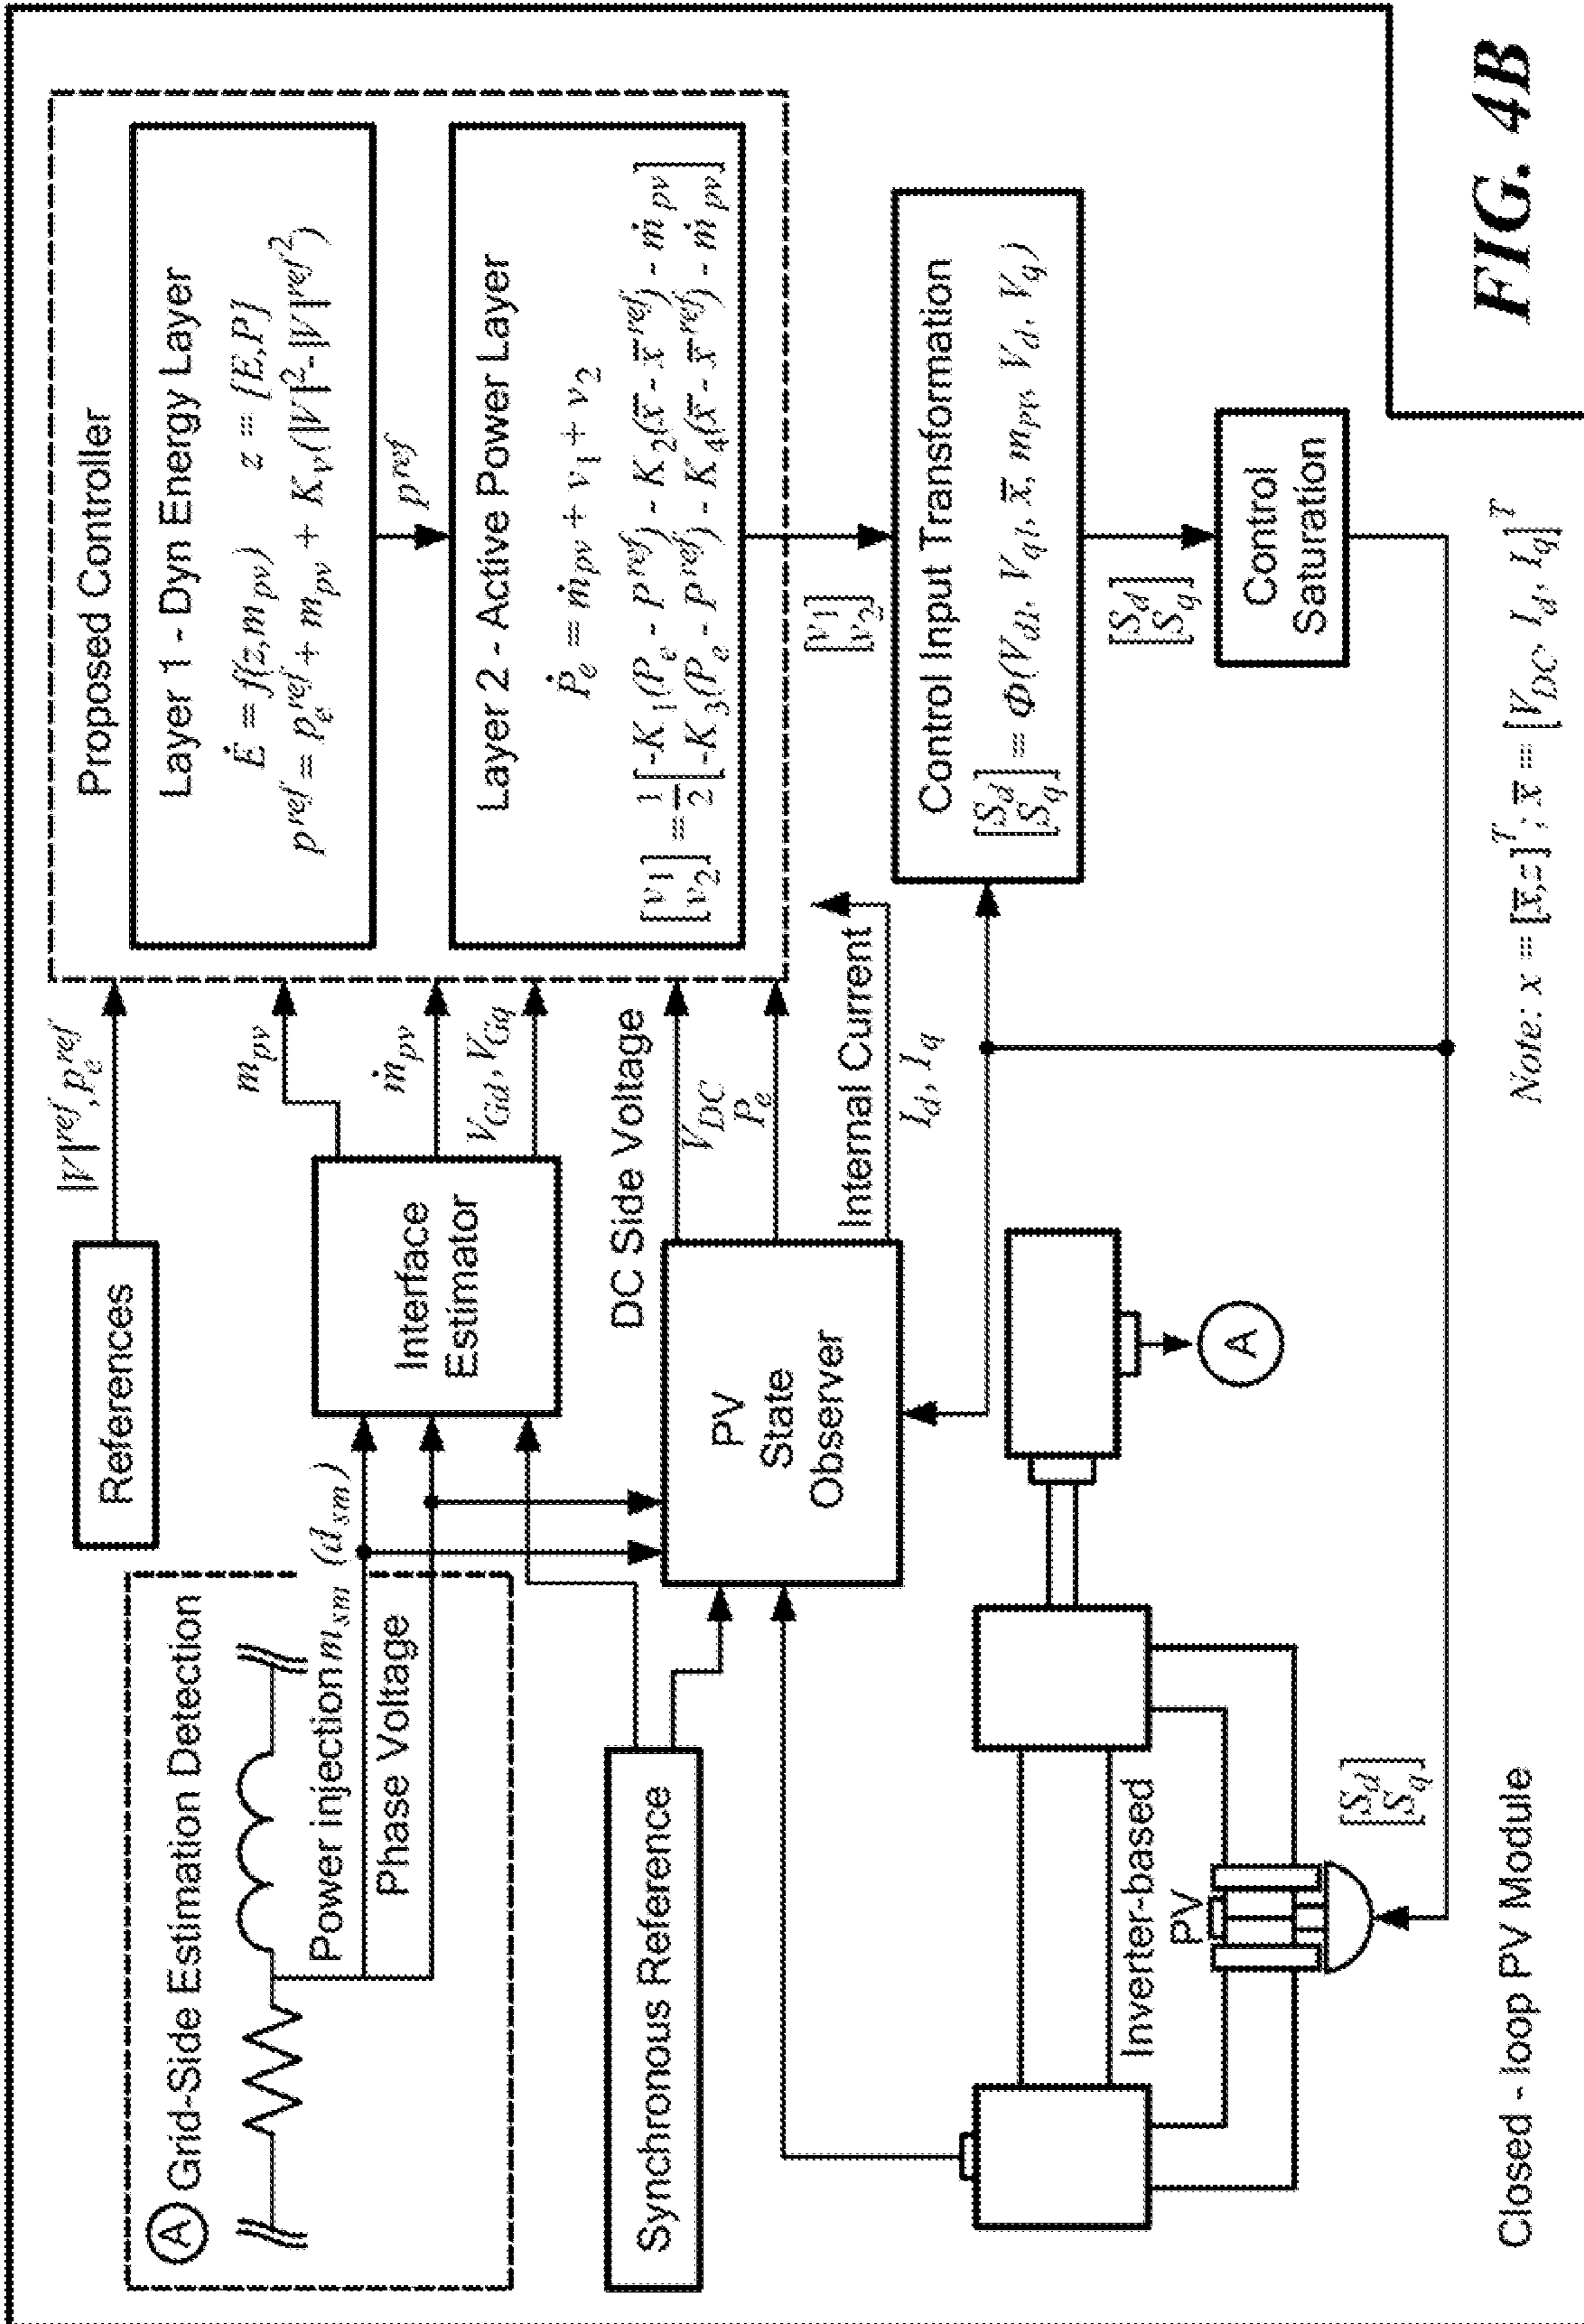 Ⓐ Grid-Side Estimation Detection
Power injection m_sm (d_sm)
Phase Voltage
References
|V|^ref, p_e^ref
Interface
Estimator
m_pv
ṁ_pv
V_Gd, V_Gq
Synchronous Reference
PV
State
Observer
DC Side Voltage
V_DC
P_e
Internal Current
I_d, I_q
Proposed Controller
Layer 1 - Dyn Energy Layer
Ė = f(z,m_pv) z = [E,P]
p^ref = p_e^ref + m_pv + K_v(|V|^2-|V|^ref^2)
p^ref
Layer 2 - Active Power Layer
Ṗ_e = ṁ_pv + v_1 + v_2
[v_1] = 1 [-K_1(P_e - P^ref) - K_2(x̅ - x̅^ref) - ṁ_pv]
[v_2] 2 [-K_3(P_e - P^ref) - K_4(x̅ - x̅^ref) - ṁ_pv]
[v_1]
[v_2]
Control Input Transformation
[S_d]
[S_q] = Φ(V_d1, V_q1, x̅, m_pv, V_d, V_q)
[S_d]
[S_q]
Control
Saturation
Inverter-based
PV
A
[S_d]
[S_q]
Closed - loop PV Module
Note: x = [x̅,z]^T; x̅ = [V_DC, I_d, I_q]^T
FIG. 4B